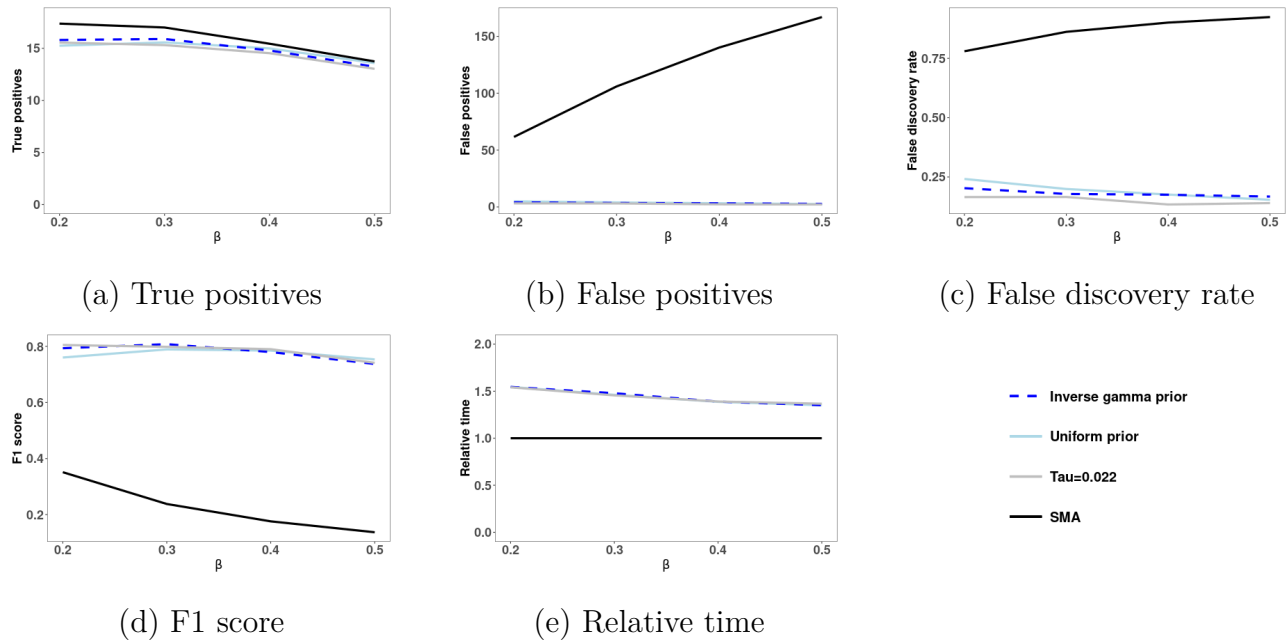 True positives
15
10
5
0
0.2 0.3 0.4 0.5
β
(a) True positives
False positives
150
100
50
0
0.2 0.3 0.4 0.5
β
(b) False positives
False discovery rate
0.75
0.50
0.25
0.2 0.3 0.4 0.5
β
(c) False discovery rate
F1 score
0.8
0.6
0.4
0.2
0.2 0.3 0.4 0.5
β
(d) F1 score
Relative time
2.0
1.5
1.0
0.5
0.0
0.2 0.3 0.4 0.5
β
(e) Relative time
Inverse gamma prior
Uniform prior
Tau=0.022
SMA